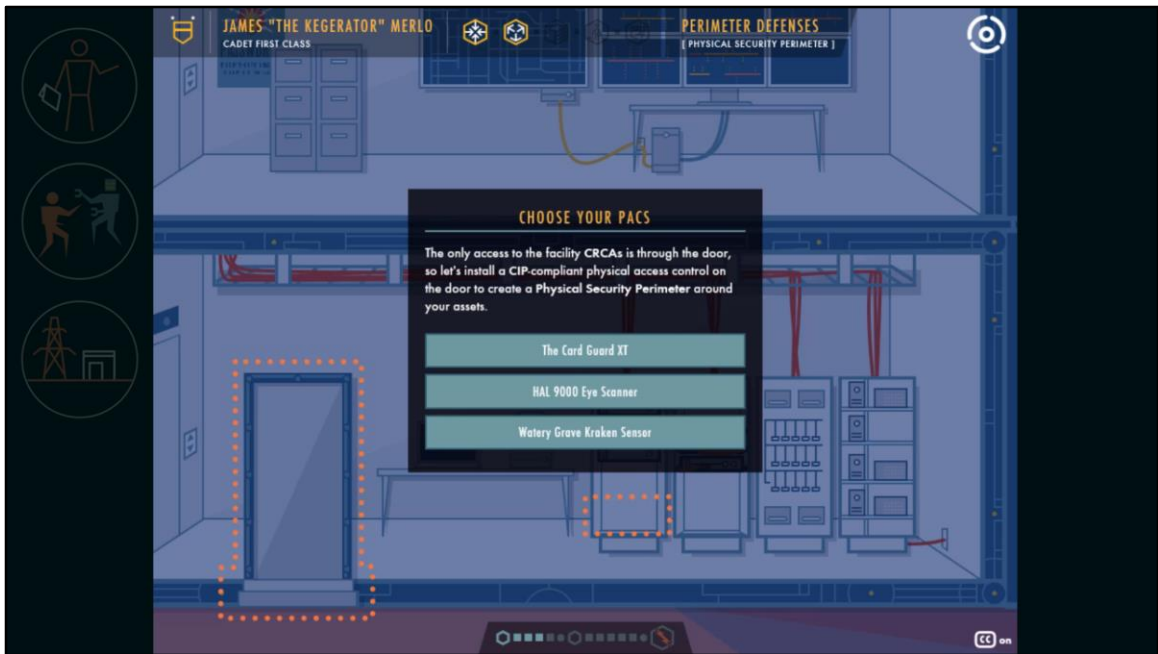 JAMES "THE KEGERATOR" MERLO
CADET FIRST CLASS
PERIMETER DEFENSES
[ PHYSICAL SECURITY PERIMETER ]
CHOOSE YOUR PACS
The only access to the facility CRCAs is through the door,
so let's install a CIP-compliant physical access control on
the door to create a Physical Security Perimeter around
your assets.
The Card Guard XT
HAL 9000 Eye Scanner
Watery Grave Kraken Sensor
CC on